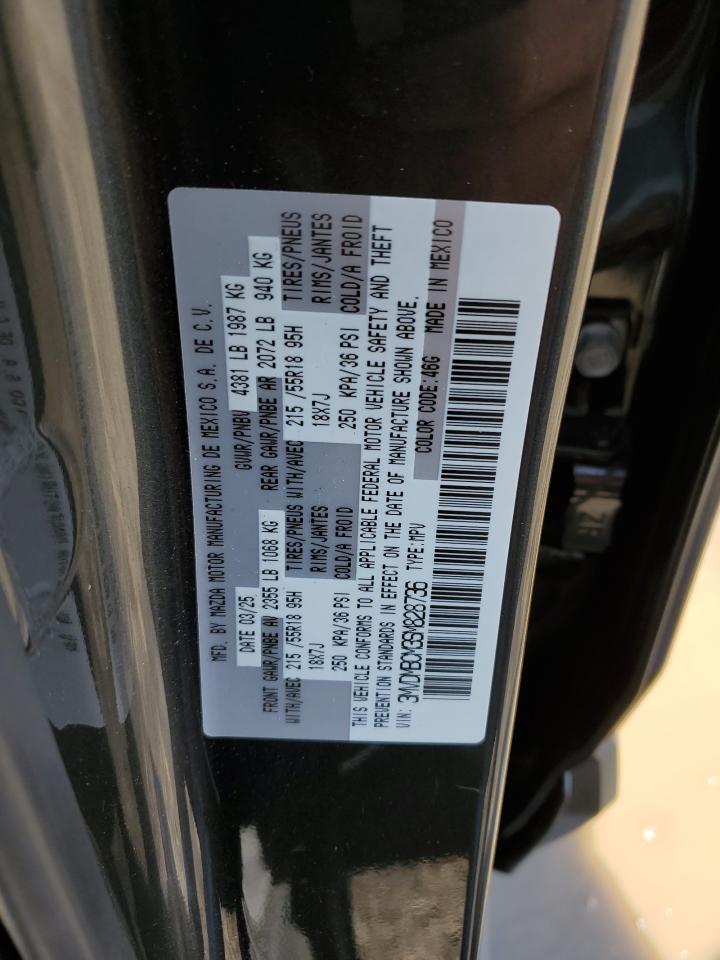 MFD. BY MAZDA MOTOR MANUFACTURING DE MEXICO S.A. DE C.V.
DATE 03/25 GVWR/PNBV 4381 LB 1987 KG
FRONT GAWR/PNBE AV 2355 LB 1068 KG REAR GAWR/PNBE AR 2072 LB 940 KG
WITH/AVEC 215 /55R18 95H TIRES/PNEUS WITH/AVEC 215 /55R18 95H TIRES/PNEUS
18X7J RIMS/JANTES 18X7J RIMS/JANTES
250 KPA/36 PSI COLD/A FROID 250 KPA/36 PSI COLD/A FROID
THIS VEHICLE CONFORMS TO ALL APPLICABLE FEDERAL MOTOR VEHICLE SAFETY AND THEFT
PREVENTION STANDARDS IN EFFECT ON THE DATE OF MANUFACTURE SHOWN ABOVE.
VIN: 3MVDMBCM3SM828736 TYPE:MPV COLOR CODE:46G MADE IN MEXICO